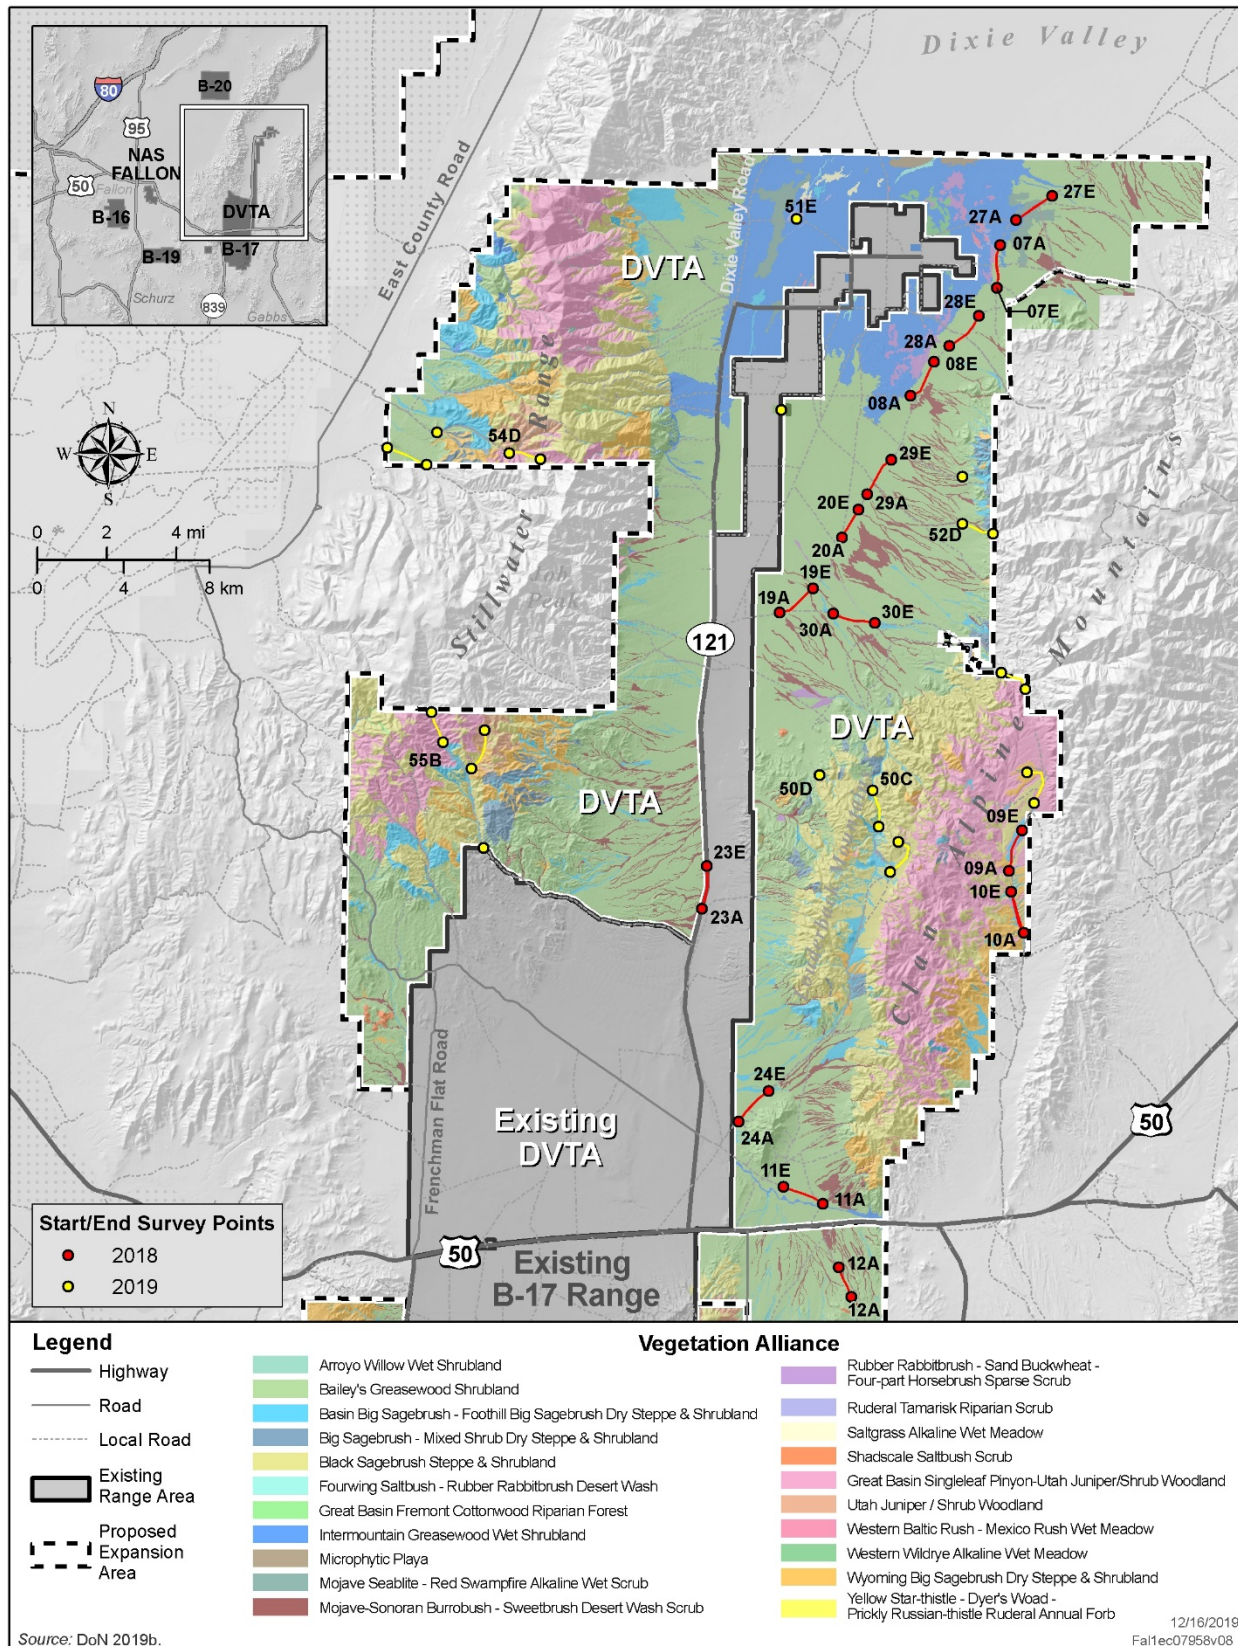 Dixie Valley
B-20
80
95
NAS
FALLON
50
Fallon
B-16
DVTA
B-19
B-17
Schurz
839
Gabbs
East County Road
Dixie Valley Road
51E
27E
27A
07A
DVTA
07E
28E
28A
08E
08A
Range
54D
N
W
E
S
29E
29A
20E
20A
52D
0 2 4 mi
0 4 8 km
Stillwater
Job
Peak
Mountains
19E
19A
30E
30A
121
DVTA
55B
50D
50C
DVTA
Clan Alpine
09E
09A
10E
10A
23E
23A
24E
24A
Frenchman Flat Road
Existing
DVTA
50
11E
11A
50
Existing
B-17 Range
12A
12A
Start/End Survey Points
2018
2019
Legend
Highway
Road
Local Road
Existing
Range Area
Proposed
Expansion
Area
Vegetation Alliance
Arroyo Willow Wet Shrubland
Bailey's Greasewood Shrubland
Basin Big Sagebrush - Foothill Big Sagebrush Dry Steppe & Shrubland
Big Sagebrush - Mixed Shrub Dry Steppe & Shrubland
Black Sagebrush Steppe & Shrubland
Fourwing Saltbush - Rubber Rabbitbrush Desert Wash
Great Basin Fremont Cottonwood Riparian Forest
Intermountain Greasewood Wet Shrubland
Microphytic Playa
Mojave Seablite - Red Swampfire Alkaline Wet Scrub
Mojave-Sonoran Burrobush - Sweetbrush Desert Wash Scrub
Rubber Rabbitbrush - Sand Buckwheat -
Four-part Horsebrush Sparse Scrub
Ruderal Tamarisk Riparian Scrub
Saltgrass Alkaline Wet Meadow
Shadscale Saltbush Scrub
Great Basin Singleleaf Pinyon-Utah Juniper/Shrub Woodland
Utah Juniper / Shrub Woodland
Western Baltic Rush - Mexico Rush Wet Meadow
Western Wildrye Alkaline Wet Meadow
Wyoming Big Sagebrush Dry Steppe & Shrubland
Yellow Star-thistle - Dyer's Woad -
Prickly Russian-thistle Ruderal Annual Forb
Source: DoN 2019b.
12/16/2019
Fal1ec07958v08